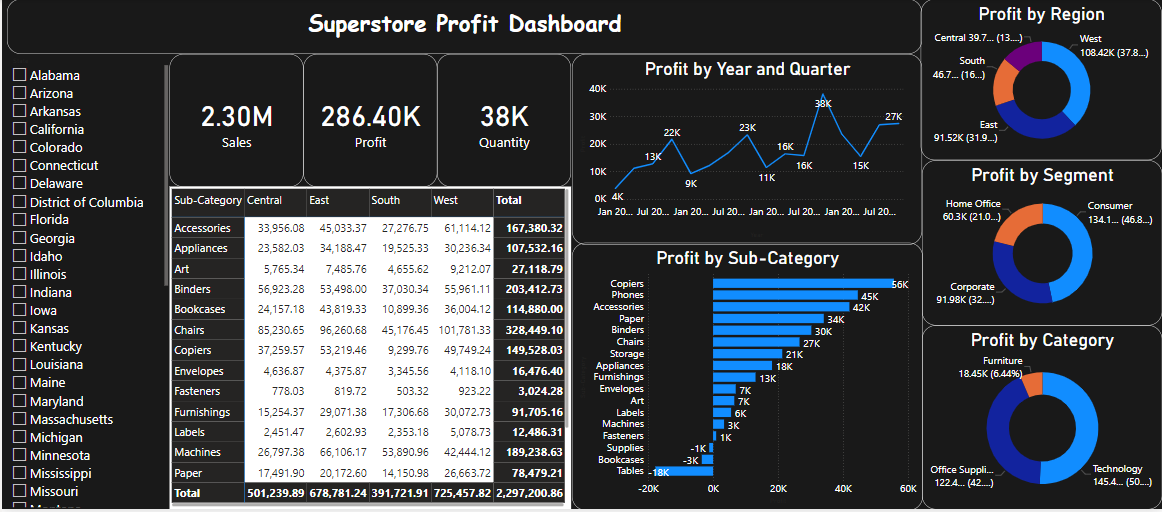 Superstore Profit Dashboard
Alabama
Arizona
Arkansas
California
Colorado
Connecticut
Delaware
District of Columbia
Florida
Georgia
Idaho
Illinois
Indiana
Iowa
Kansas
Kentucky
Louisiana
Maine
Maryland
Massachusetts
Michigan
Minnesota
Mississippi
Missouri
2.30M
Sales
286.40K
Profit
38K
Quantity
Sub-Category Central East South West Total
Accessories 33,956.08 45,033.37 27,276.75 61,114.12 167,380.32
Appliances 23,582.03 34,188.47 19,525.33 30,236.34 107,532.16
Art 5,765.34 7,485.76 4,655.62 9,212.07 27,118.79
Binders 56,923.28 53,498.00 37,030.34 55,961.11 203,412.73
Bookcases 24,157.18 43,819.33 10,899.36 36,004.12 114,880.00
Chairs 85,230.65 96,260.68 45,176.45 101,781.33 328,449.10
Copiers 37,259.57 53,219.46 9,299.76 49,749.24 149,528.03
Envelopes 4,636.87 4,375.87 3,345.56 4,118.10 16,476.40
Fasteners 778.03 819.72 503.32 923.22 3,024.28
Furnishings 15,254.37 29,071.38 17,306.68 30,072.73 91,705.16
Labels 2,451.47 2,602.93 2,353.18 5,078.73 12,486.31
Machines 26,797.38 66,106.17 53,890.96 42,444.12 189,238.63
Paper 17,491.90 20,172.60 14,150.98 26,663.72 78,479.21
Total 501,239.89 678,781.24 391,721.91 725,457.82 2,297,200.86
Profit by Year and Quarter
40K
30K
20K
10K
0K
4K
13K
22K
9K
23K
11K
16K
16K
38K
15K
27K
Jan 20... Jul 20... Jan 20... Jul 20... Jan 20... Jul 20... Jan 20... Jul 20...
Profit by Sub-Category
Copiers 56K
Phones 45K
Accessories 42K
Paper 34K
Binders 30K
Chairs 27K
Storage 21K
Appliances 18K
Furnishings 13K
Envelopes 7K
Art 7K
Labels 6K
Machines 3K
Fasteners 1K
Supplies -1K
Bookcases -3K
Tables -18K
-20K 0K 20K 40K 60K
Profit by Region
Central 39.7... (13....)
West
108.42K (37.8...)
South
46.7... (16...)
East
91.52K (31.9...)
Profit by Segment
Home Office
60.3K (21.0...)
Consumer
134.1... (46.8...)
Corporate
91.98K (32....)
Profit by Category
Furniture
18.45K (6.44%)
Office Suppli...
122.4... (42....)
Technology
145.4... (50....)